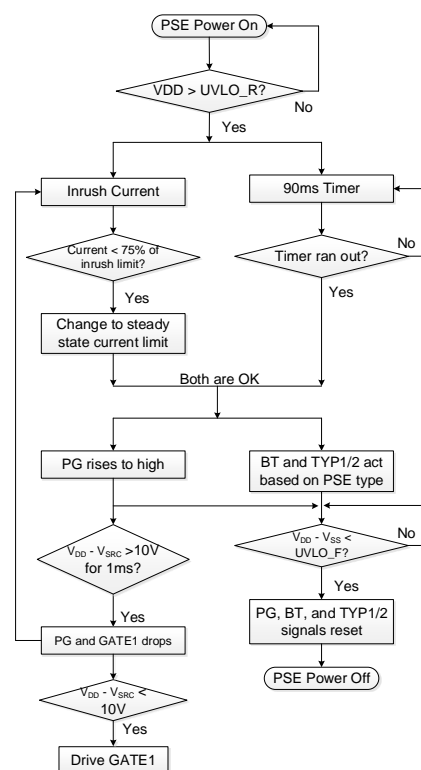 PSE Power On
VDD > UVLO_R?
No
Yes
Inrush Current
90ms Timer
Current < 75% of
inrush limit?
Timer ran out?
No
Yes
Yes
Change to steady
state current limit
Both are OK
PG rises to high
BT and TYP1/2 act
based on PSE type
VDD - VSRC >10V
for 1ms?
VDD - VSS <
UVLO_F?
No
Yes
Yes
PG and GATE1 drops
PG, BT, and TYP1/2
signals reset
VDD - VSRC <
10V
PSE Power Off
Yes
Drive GATE1